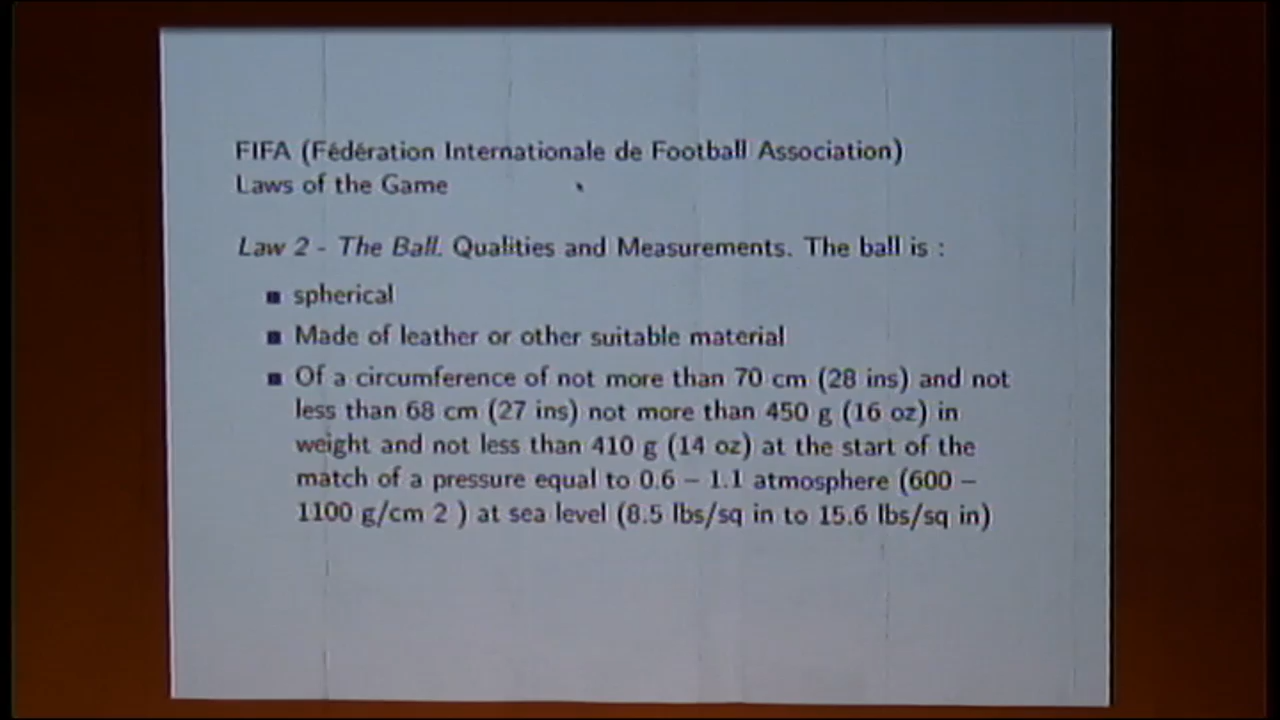 FIFA (Fédération Internationale de Football Association)
Laws of the Game
Law 2 - The Ball. Qualities and Measurements. The ball is :
■ spherical
■ Made of leather or other suitable material
■ Of a circumference of not more than 70 cm (28 ins) and not
less than 68 cm (27 ins) not more than 450 g (16 oz) in
weight and not less than 410 g (14 oz) at the start of the
match of a pressure equal to 0.6 – 1.1 atmosphere (600 –
1100 g/cm 2 ) at sea level (8.5 lbs/sq in to 15.6 lbs/sq in)